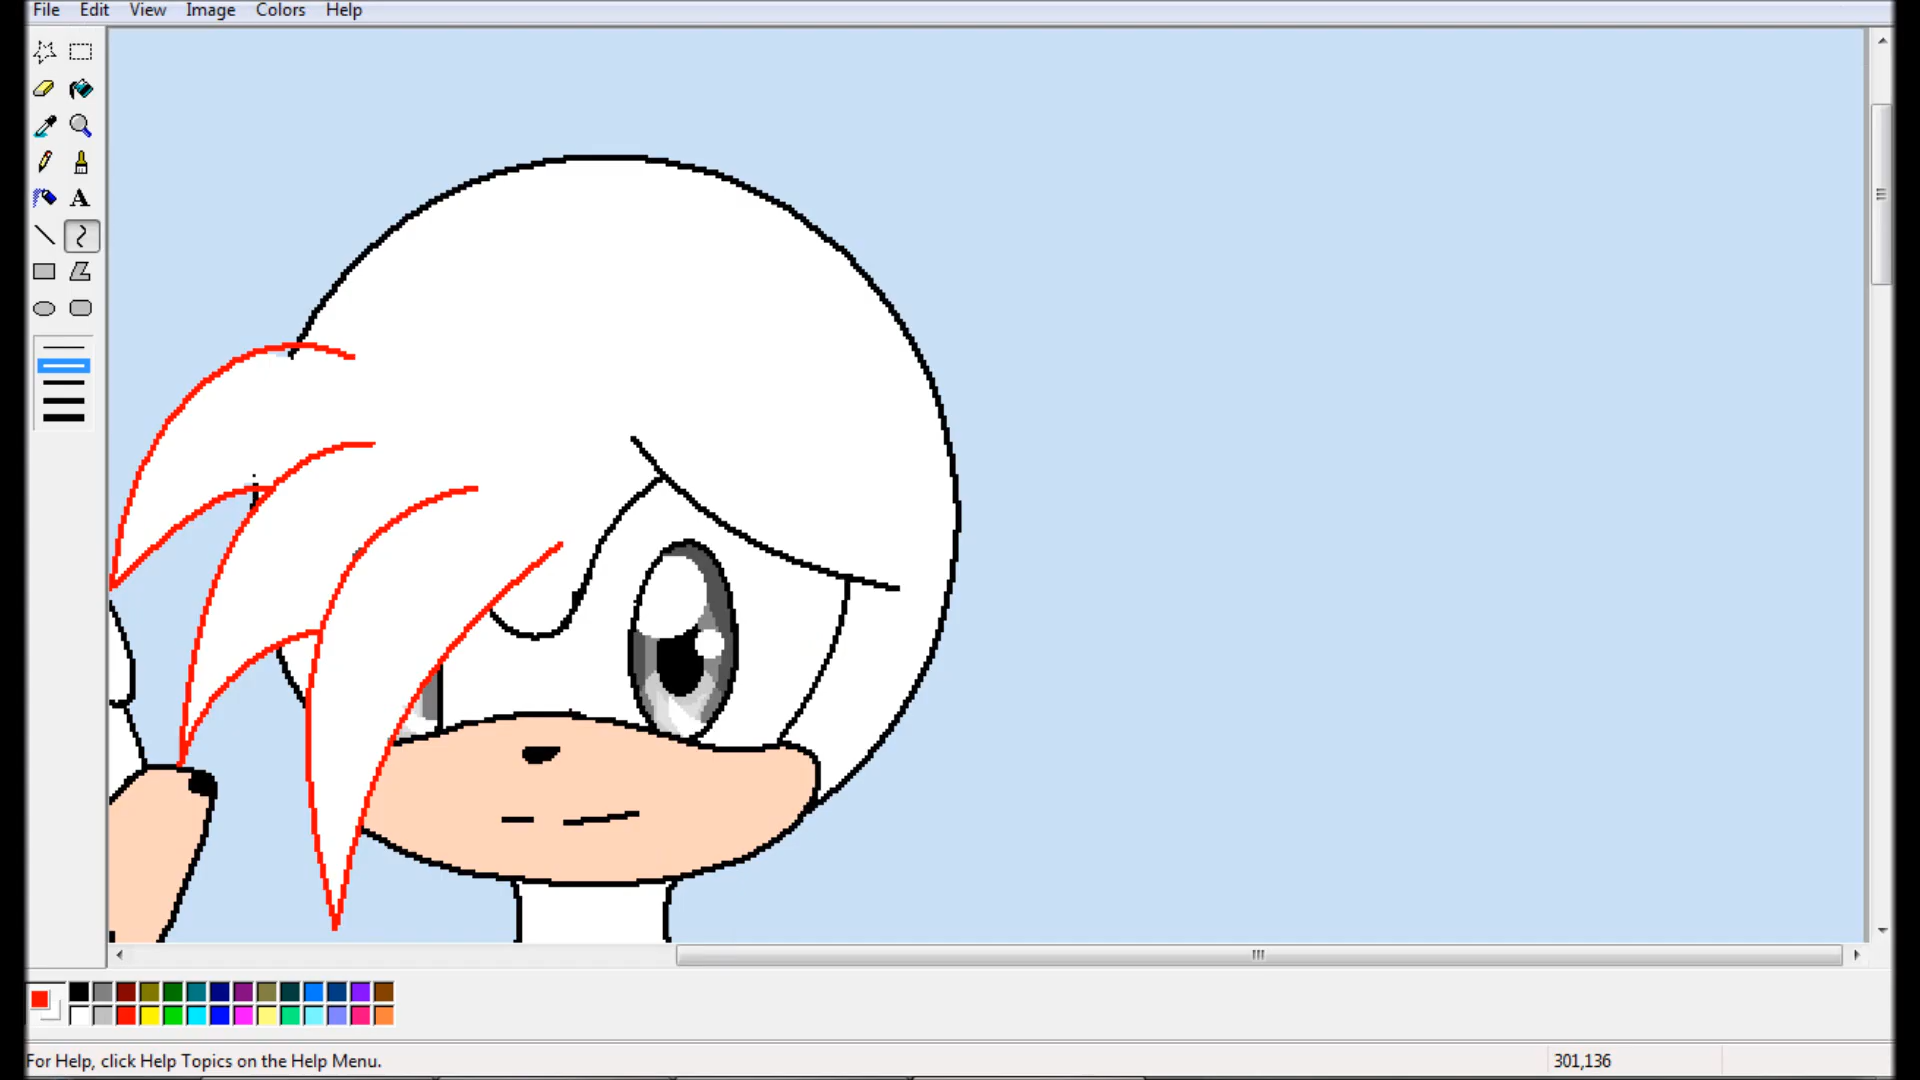 File Edit View Image Colors Help
A
For Help, click Help Topics on the Help Menu.
301,136